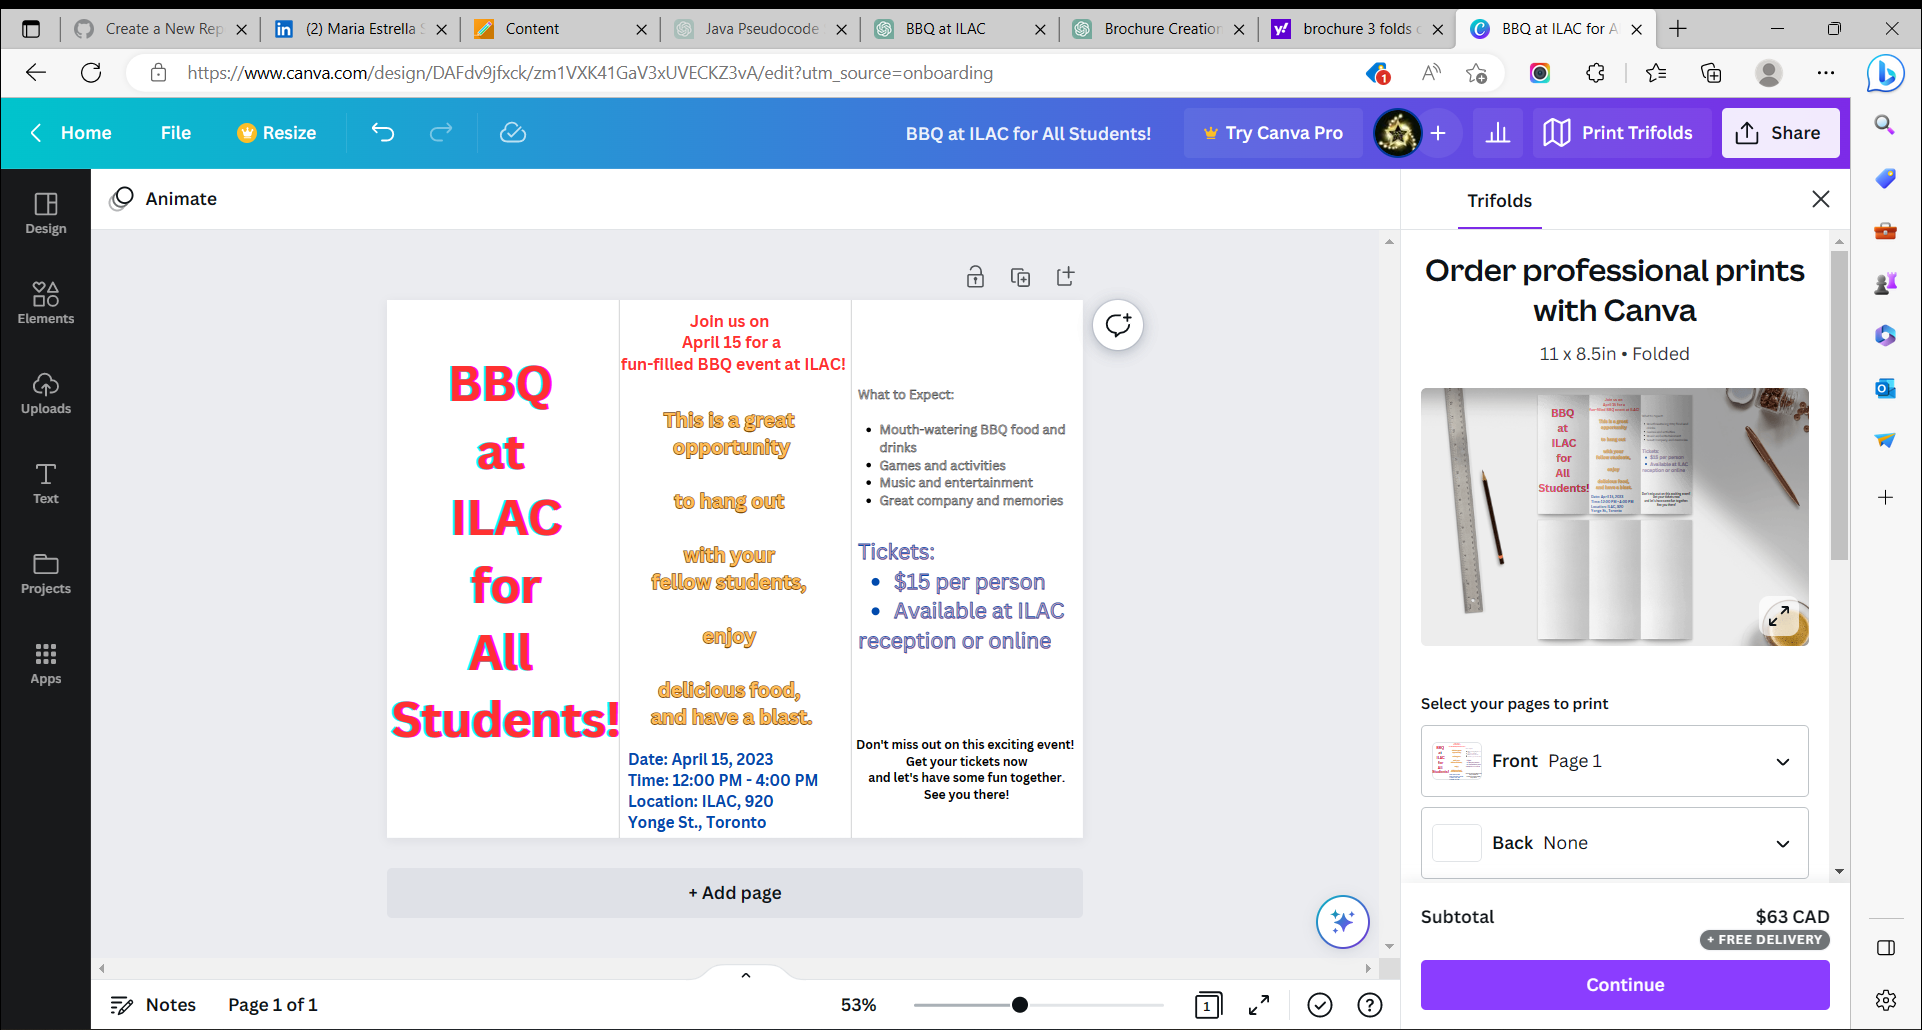 Create a New Rep
(2) Maria Estrella S
Content
Java Pseudocode
BBQ at ILAC
Brochure Creation
brochure 3 folds c
BBQ at ILAC for A
https://www.canva.com/design/DAFdv9jfxck/zm1VXK41GaV3xUVECKZ3vA/edit?utm_source=onboarding
1
Home
File
Resize
BBQ at ILAC for All Students!
Try Canva Pro
Print Trifolds
Share
Design
Elements
Uploads
Text
Projects
Apps
Animate
BBQ
at
ILAC
for
All
Students!
Join us on
April 15 for a
fun-filled BBQ event at ILAC!
This is a great
opportunity
to hang out
with your
fellow students,
enjoy
delicious food,
and have a blast.
Date: April 15, 2023
Time: 12:00 PM - 4:00 PM
Location: ILAC, 920
Yonge St., Toronto
What to Expect:
• Mouth-watering BBQ food and
drinks
• Games and activities
• Music and entertainment
• Great company and memories
Tickets:
• $15 per person
• Available at ILAC
reception or online
Don't miss out on this exciting event!
Get your tickets now
and let's have some fun together.
See you there!
+ Add page
Notes
Page 1 of 1
53%
1
Trifolds
Order professional prints
with Canva
11 x 8.5in • Folded
BBQ
at
ILAC
for
All
Students!
Select your pages to print
Front Page 1
Back None
Subtotal
$63 CAD
+ FREE DELIVERY
Continue